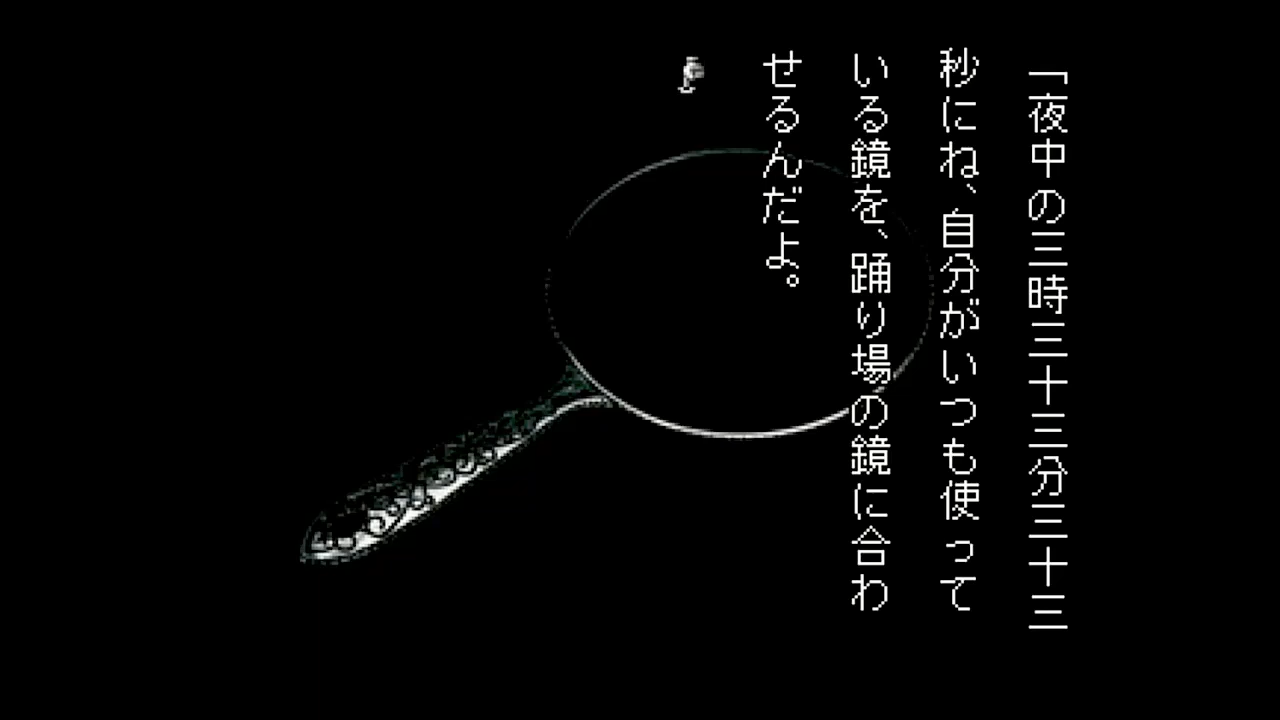 「夜中の三時三十三分三十三
秒にね、自分がいつも使って
いる鏡を、踊り場の鏡に合わ
せるんだよ。